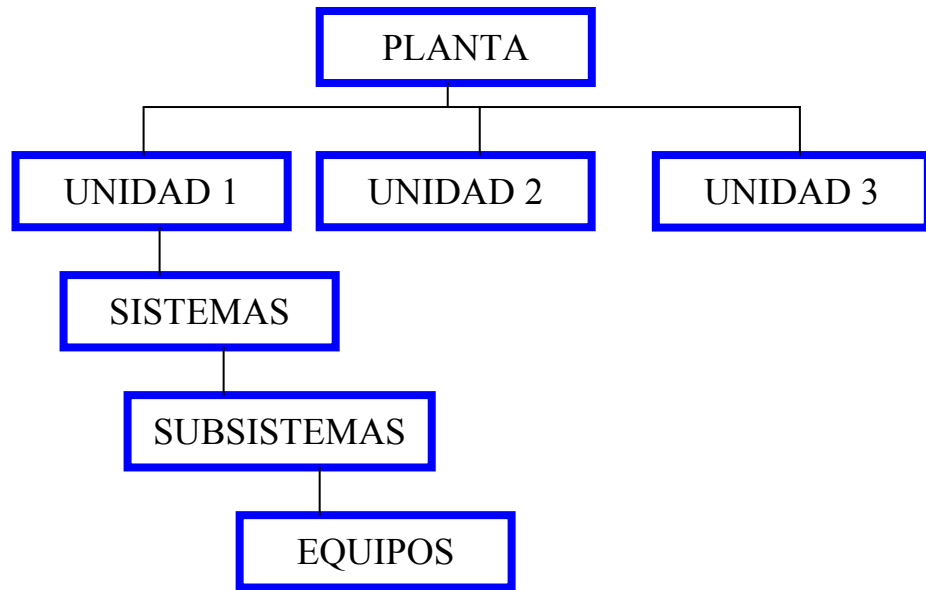 PLANTA
UNIDAD 1
UNIDAD 2
UNIDAD 3
SISTEMAS
SUBSISTEMAS
EQUIPOS